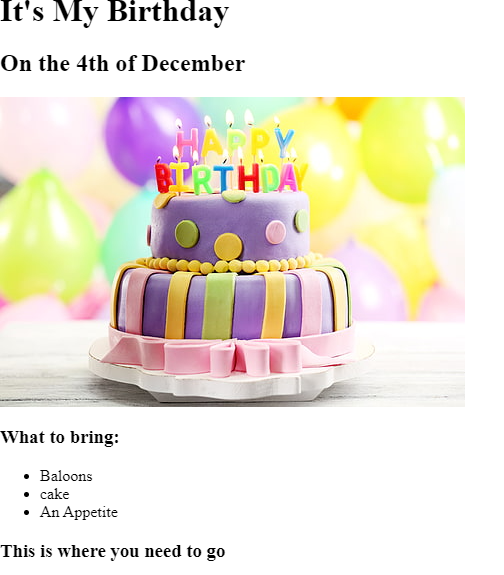 It's My Birthday
On the 4th of December
HAPPY
BIRTHDAY
What to bring:
Baloons
cake
An Appetite
This is where you need to go